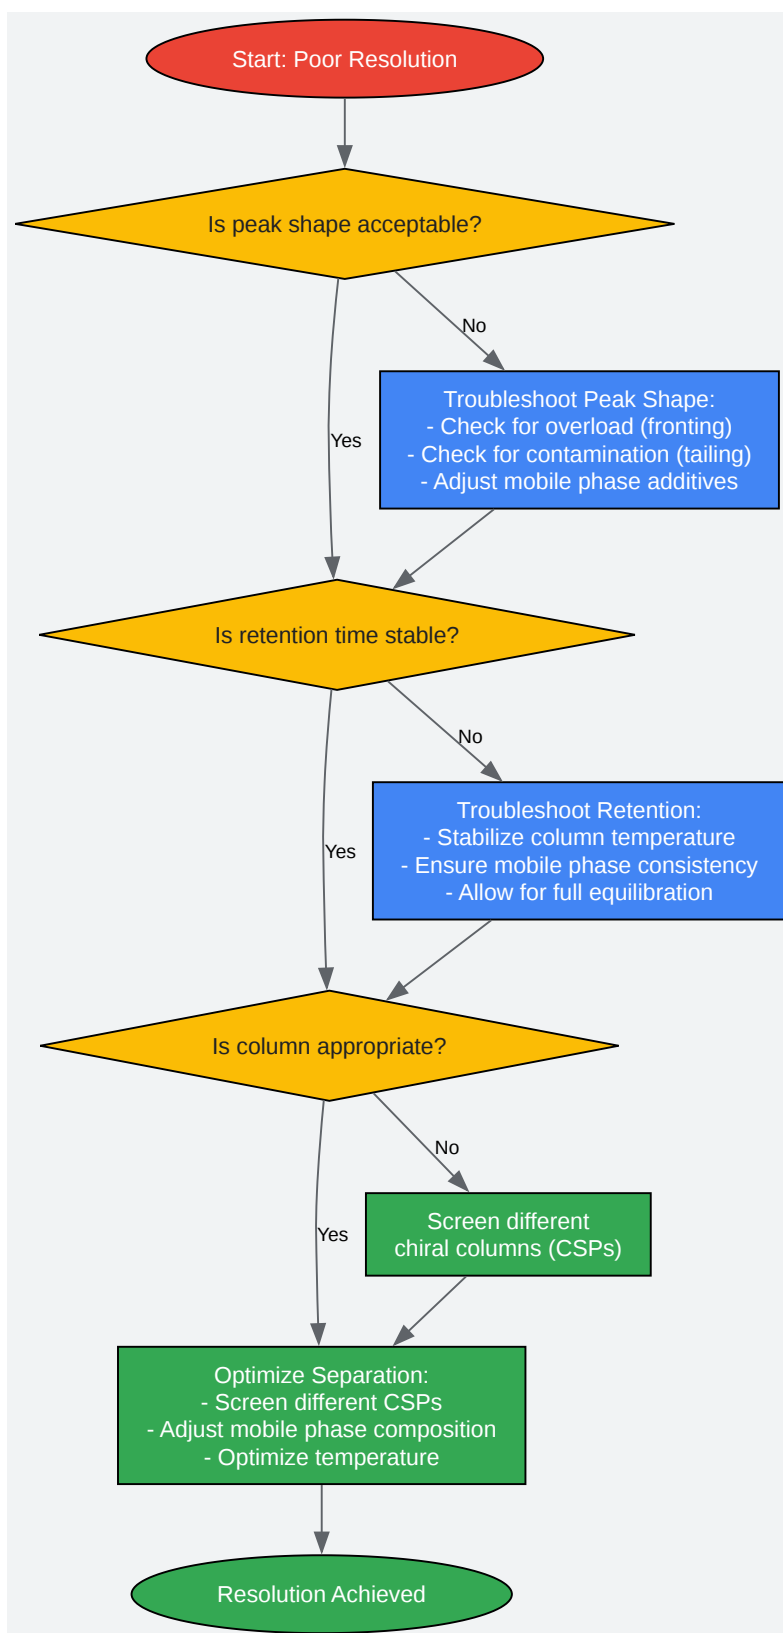 Start: Poor Resolution
Is peak shape acceptable?
No
Yes
Troubleshoot Peak Shape:
- Check for overload (fronting)
- Check for contamination (tailing)
- Adjust mobile phase additives
Is retention time stable?
No
Yes
Troubleshoot Retention:
- Stabilize column temperature
- Ensure mobile phase consistency
- Allow for full equilibration
Is column appropriate?
No
Yes
Screen different
chiral columns (CSPs)
Optimize Separation:
- Screen different CSPs
- Adjust mobile phase composition
- Optimize temperature
Resolution Achieved